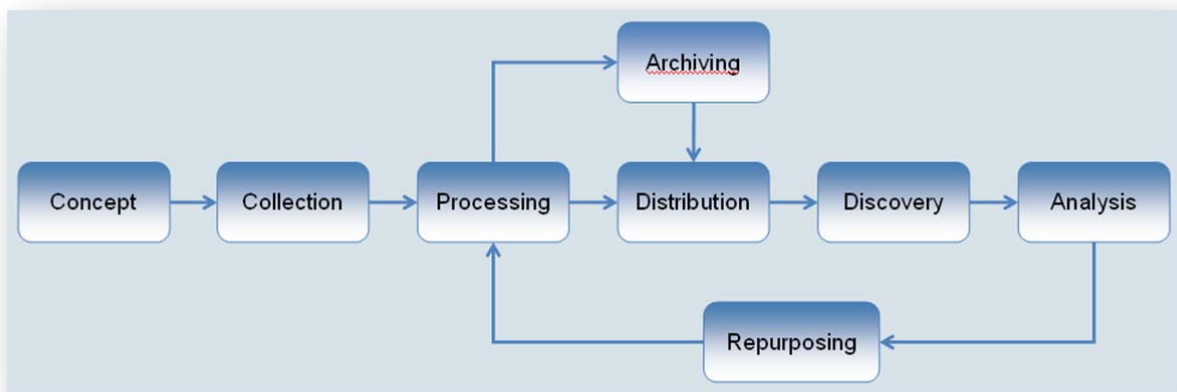 Archiving
Concept
Collection
Processing
Distribution
Discovery
Analysis
Repurposing